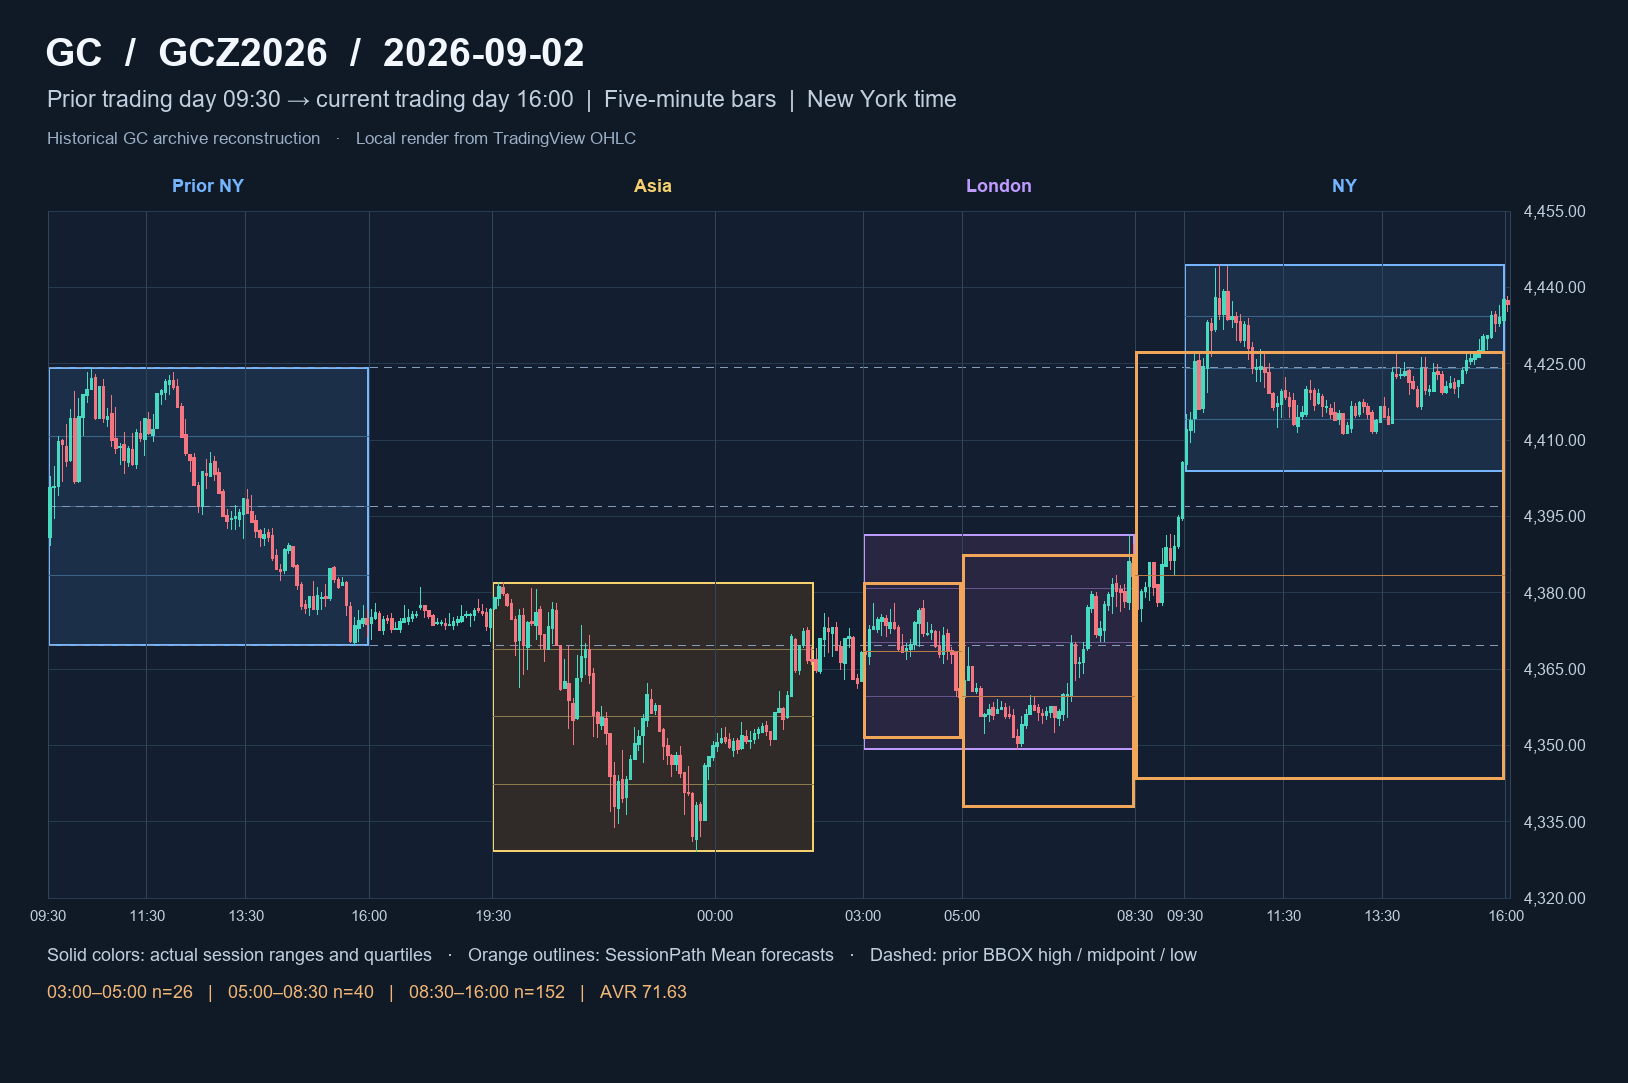 GC / GCZ2026 / 2026-09-02
Prior trading day 09:30 → current trading day 16:00 | Five-minute bars | New York time
Historical GC archive reconstruction · Local render from TradingView OHLC
Prior NY
Asia
London
NY
4,455.00
4,440.00
4,425.00
4,410.00
4,395.00
4,380.00
4,365.00
4,350.00
4,335.00
4,320.00
09:30 11:30 13:30 16:00 19:30 00:00 03:00 05:00 08:30 09:30 11:30 13:30 16:00
Solid colors: actual session ranges and quartiles · Orange outlines: SessionPath Mean forecasts · Dashed: prior BBOX high / midpoint / low
03:00–05:00 n=26 | 05:00–08:30 n=40 | 08:30–16:00 n=152 | AVR 71.63